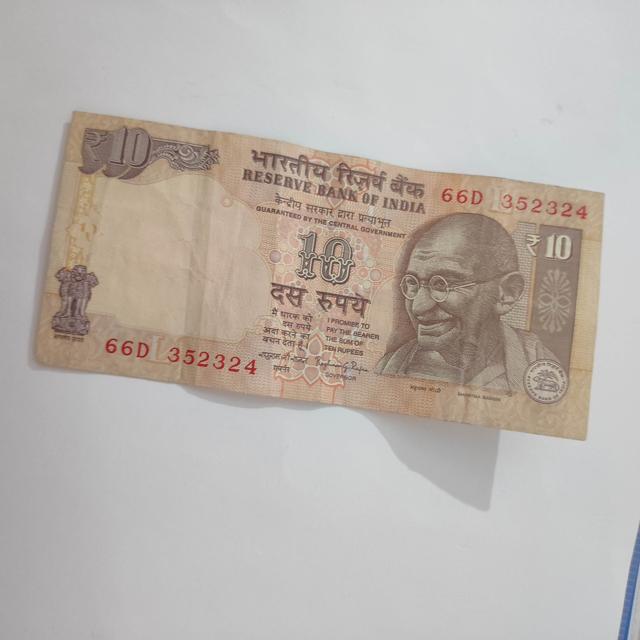 ₹ 10
भारतीय रिज़र्व बैंक
RESERVE BANK OF INDIA
66D 352324
केन्द्रीय सरकार द्वारा प्रत्याभूत
GUARANTEED BY THE CENTRAL GOVERNMENT
10
₹ 10
दस रुपये
मैं धारक को
दस रुपये
अदा करने का
वचन देता हूँ
I PROMISE TO
PAY THE BEARER
THE SUM OF
TEN RUPEES
66D 352324
गवर्नर
GOVERNOR
महात्मा गांधी
MAHATMA GANDHI